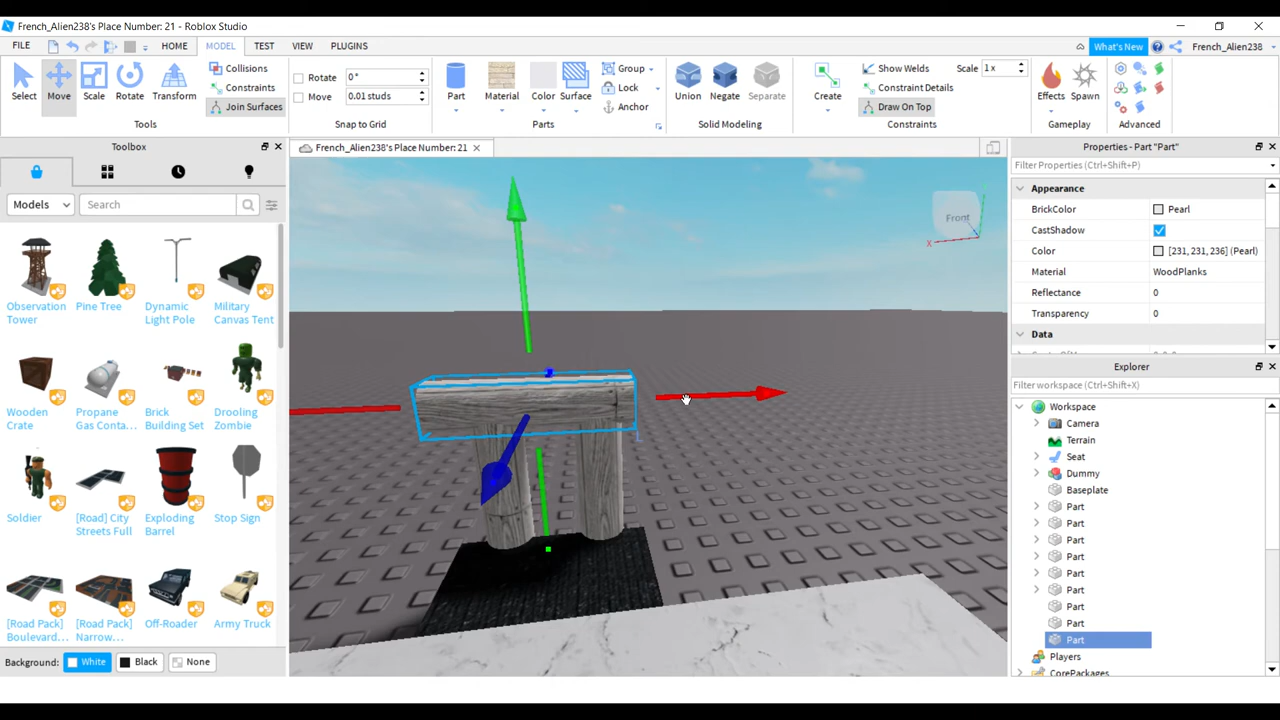 French_Alien238's Place Number: 21 - Roblox Studio
FILE HOME MODEL TEST VIEW PLUGINS What's New French_Alien238
Select Move Scale Rotate Transform
Collisions
Constraints
Join Surfaces
Tools
Rotate 0°
Move 0.01 studs
Snap to Grid
Part Material Color Surface
Group
Lock
Anchor
Parts
Union Negate Separate
Solid Modeling
Create
Show Welds Scale 1 x
Constraint Details
Draw On Top
Constraints
Effects Spawn
Gameplay
Advanced
Toolbox
Models Search
Observation Tower
Pine Tree
Dynamic Light Pole
Military Canvas Tent
Wooden Crate
Propane Gas Conta...
Brick Building Set
Drooling Zombie
Soldier
[Road] City Streets Full
Exploding Barrel
Stop Sign
[Road Pack] Boulevard...
[Road Pack] Narrow...
Off-Roader
Army Truck
Background: White Black None
French_Alien238's Place Number: 21
Front
X
Properties - Part "Part"
Filter Properties (Ctrl+Shift+P)
Appearance
BrickColor Pearl
CastShadow
Color [231, 231, 236] (Pearl)
Material WoodPlanks
Reflectance 0
Transparency 0
Data
Explorer
Filter workspace (Ctrl+Shift+X)
Workspace
Camera
Terrain
Seat
Dummy
Baseplate
Part
Part
Part
Part
Part
Part
Part
Part
Part
Players
CorePackages